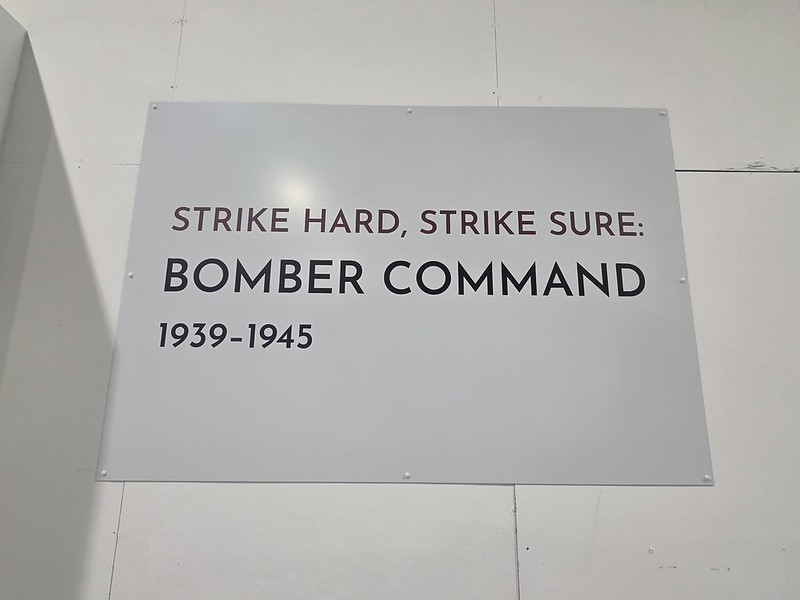 STRIKE HARD, STRIKE SURE:
BOMBER COMMAND
1939–1945